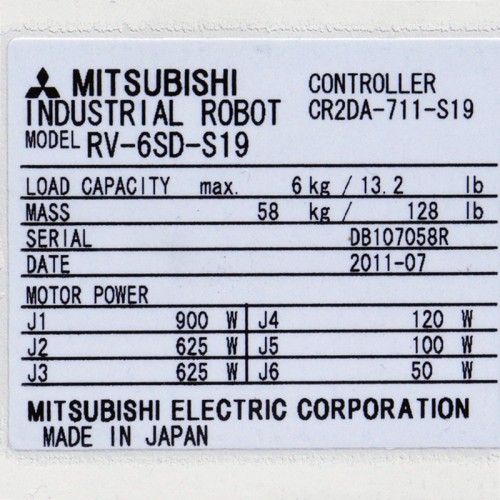 MITSUBISHI
INDUSTRIAL ROBOT
MODEL RV-6SD-S19
CONTROLLER
CR2DA-711-S19
LOAD CAPACITY max. 6 kg / 13.2 lb
MASS 58 kg / 128 lb
SERIAL DB107058R
DATE 2011-07
MOTOR POWER
J1 900 W J4 120 W
J2 625 W J5 100 W
J3 625 W J6 50 W
MITSUBISHI ELECTRIC CORPORATION
MADE IN JAPAN